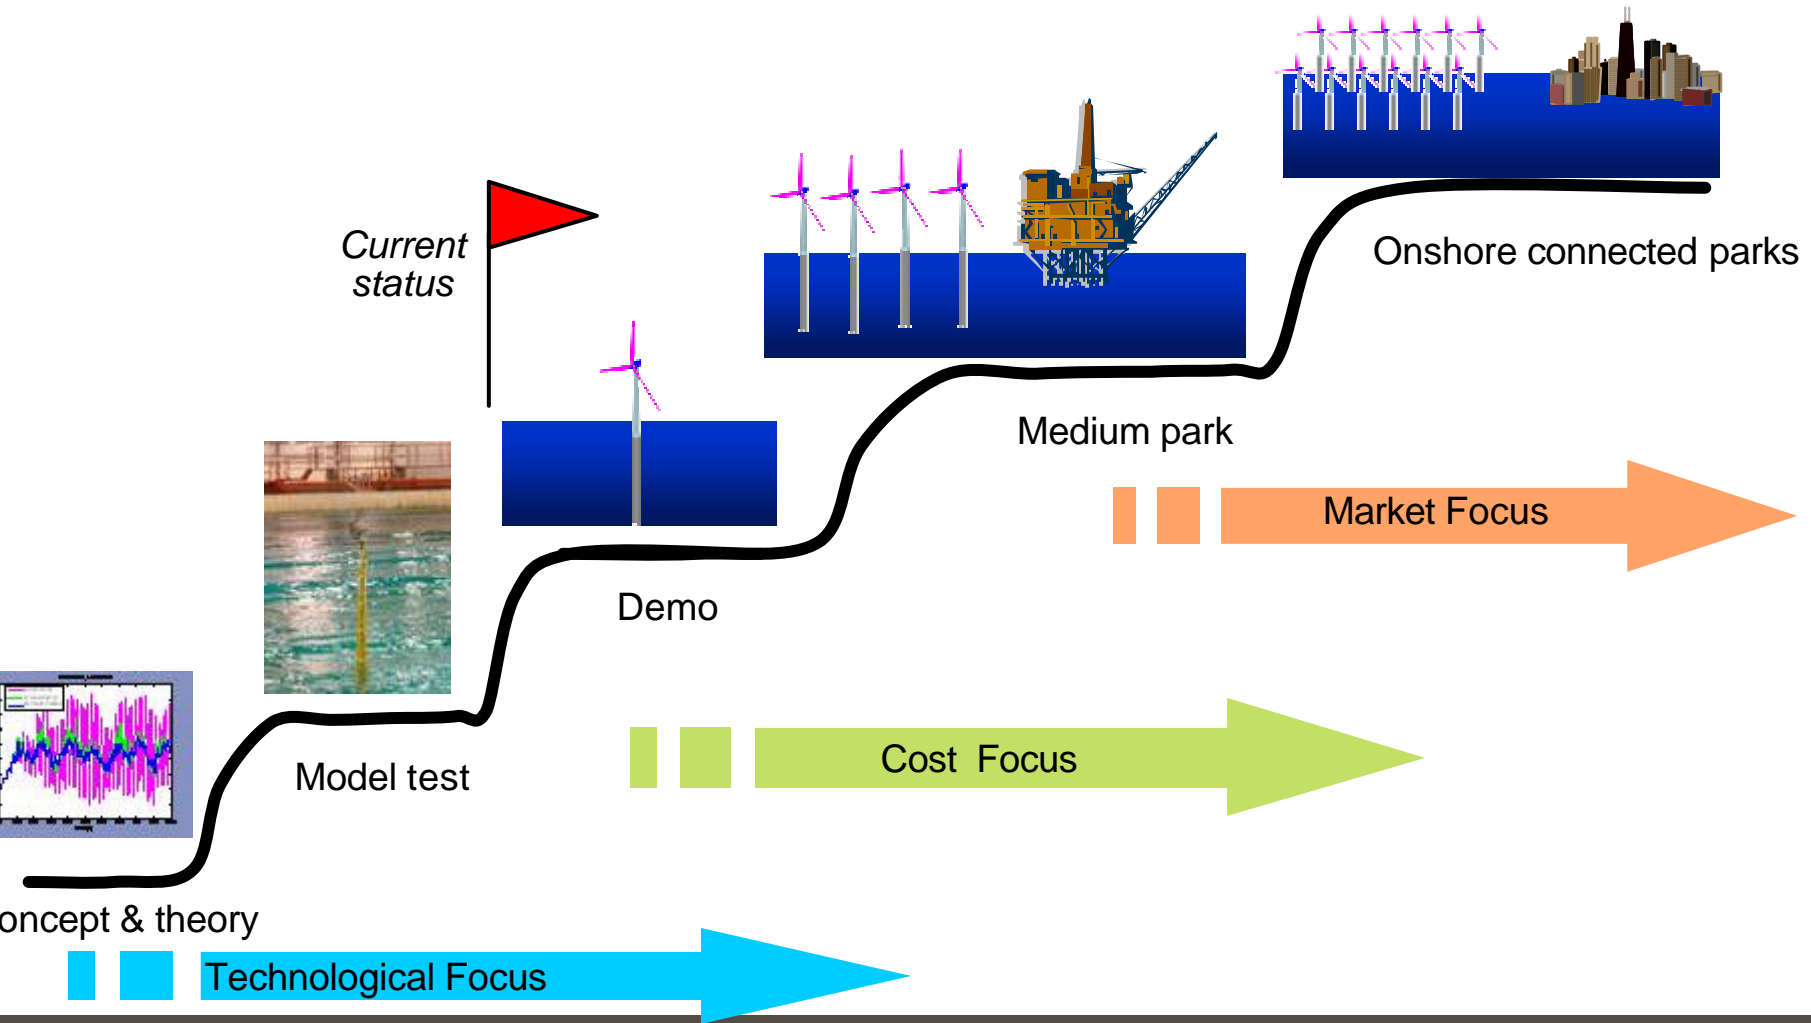 Onshore connected parks
Current
status
Medium park
Market Focus
Demo
Cost Focus
Model test
oncept & theory
Technological Focus